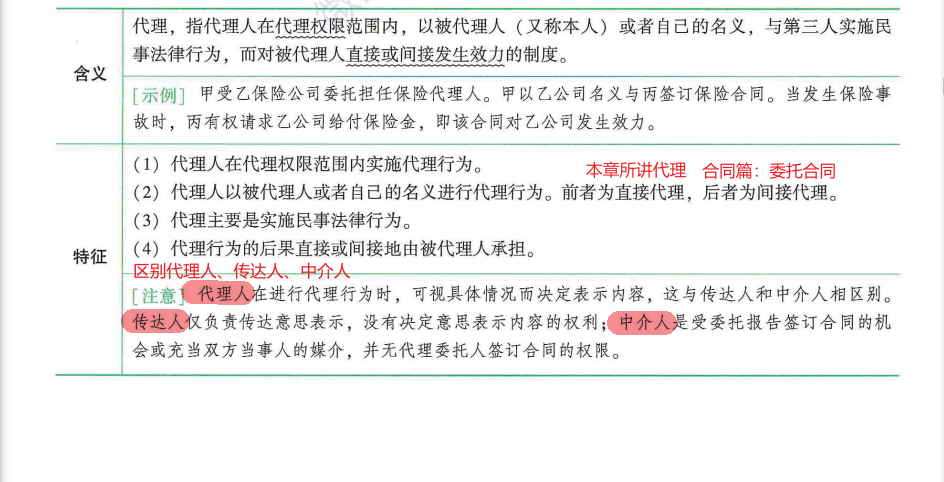 代理，指代理人在代理权限范围内，以被代理人（又称本人）或者自己的名义，与第三人实施民
事法律行为，而对被代理人直接或间接发生效力的制度。
含义
[示例] 甲受乙保险公司委托担任保险代理人。甲以乙公司名义与丙签订保险合同。当发生保险事
故时，丙有权请求乙公司给付保险金，即该合同对乙公司发生效力。
(1) 代理人在代理权限范围内实施代理行为。
本章所讲代理 合同篇：委托合同
(2) 代理人以被代理人或者自己的名义进行代理行为。前者为直接代理，后者为间接代理。
(3) 代理主要是实施民事法律行为。
(4) 代理行为的后果直接或间接地由被代理人承担。
特征
区别代理人、传达人、中介人
[注意] 代理人在进行代理行为时，可视具体情况而决定表示内容，这与传达人和中介人相区别。
传达人仅负责传达意思表示，没有决定意思表示内容的权利；中介人是受委托报告签订合同的机
会或充当双方当事人的媒介，并无代理委托人签订合同的权限。